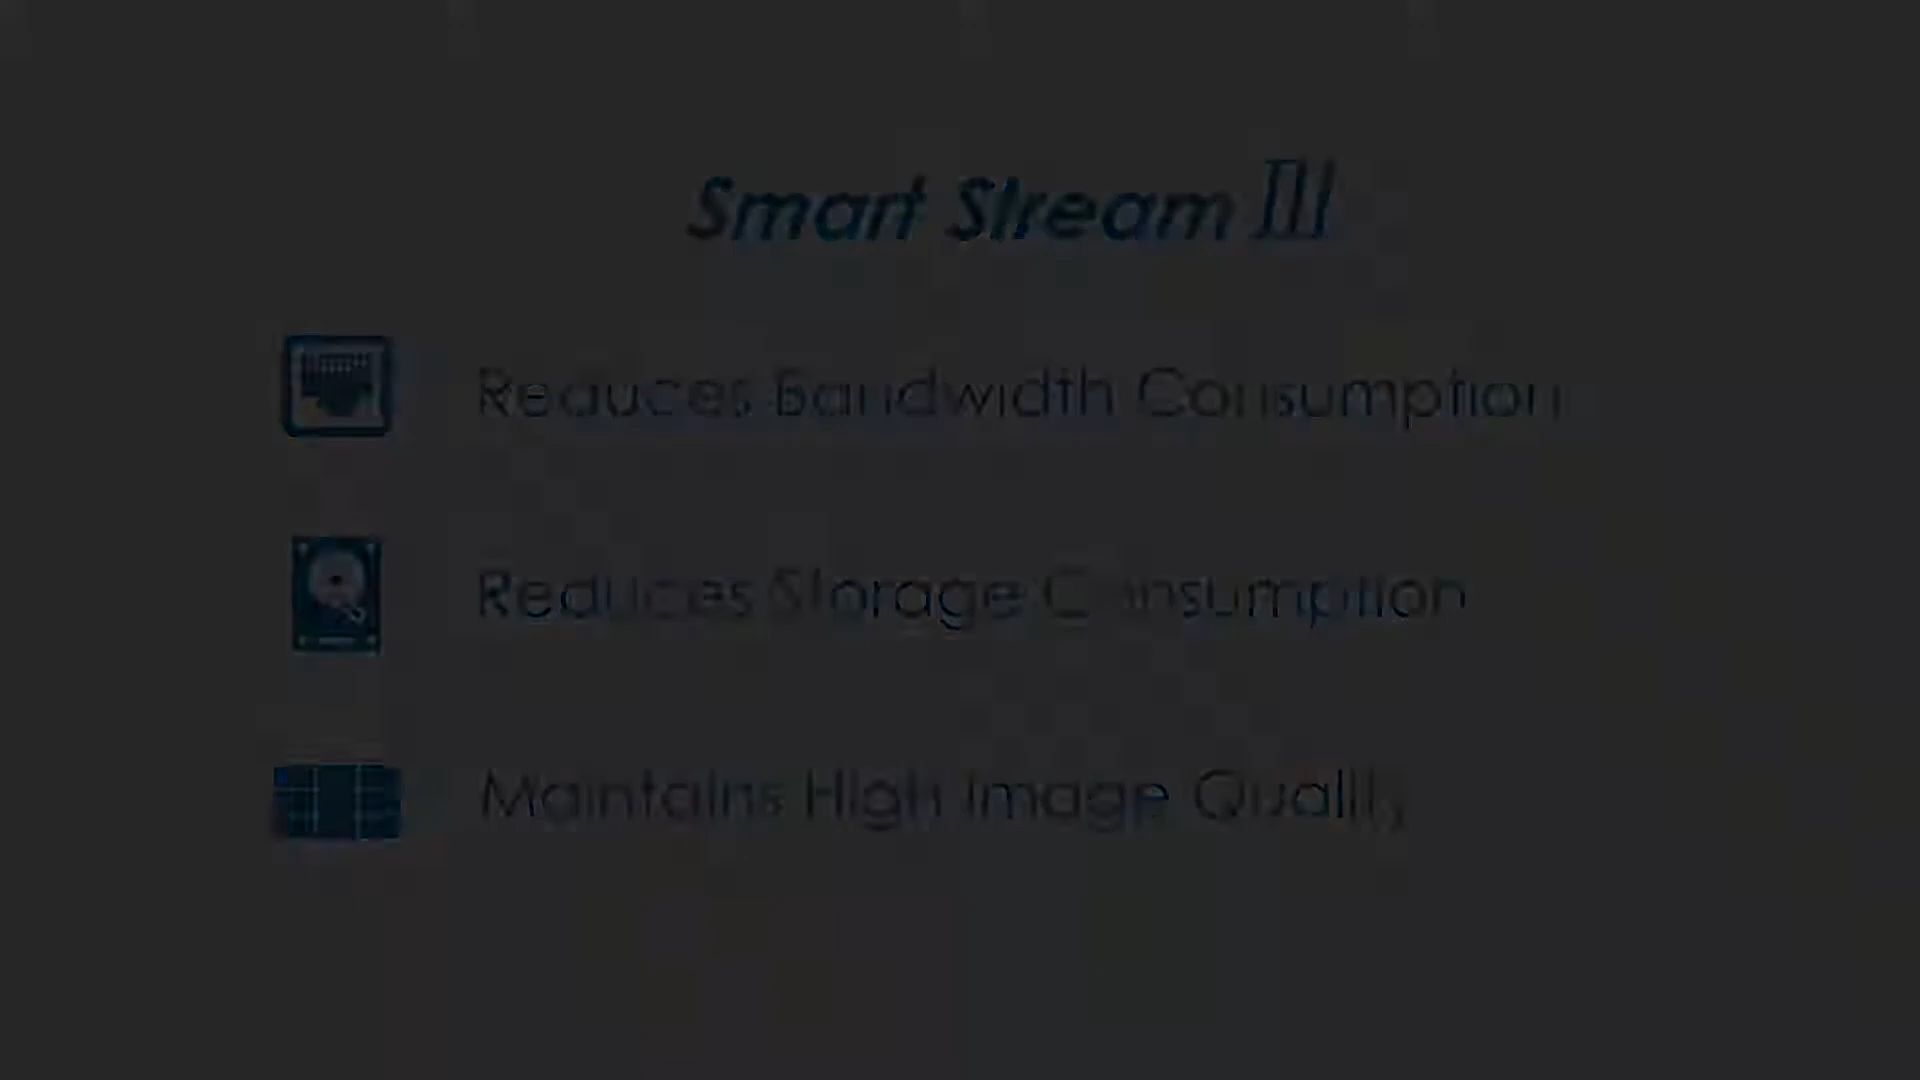 Smart Stream III
Reduces Bandwidth Consumption
Reduces Storage Consumption
Maintains High Image Quality